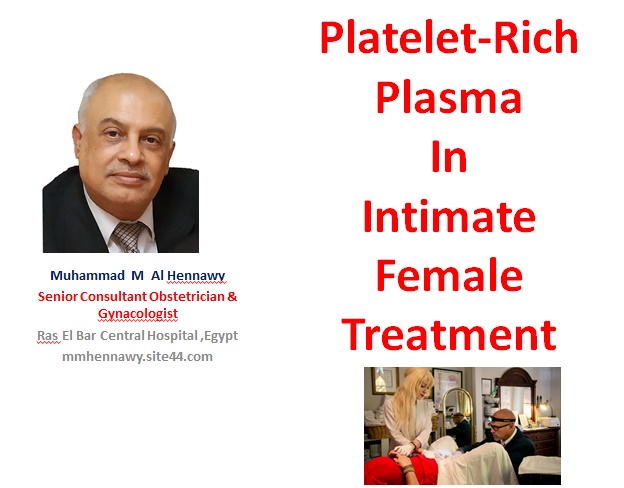 Platelet-Rich
Plasma
In
Intimate
Female
Treatment
Muhammad M Al Hennawy
Senior Consultant Obstetrician &
Gynacologist
Ras El Bar Central Hospital ,Egypt
mmhennawy.site44.com